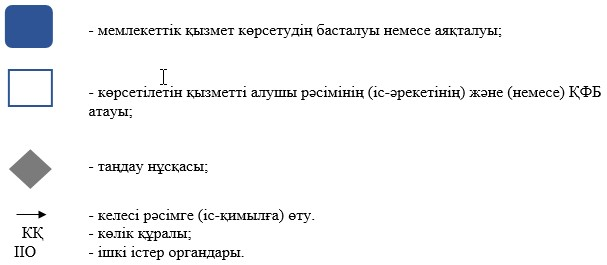 - мемлекеттік қызмет көрсетудің басталуы немесе аяқталуы;
- көрсетілетін қызметті алушы рәсімінің (іс-әрекетінің) және (немесе) ҚФБ
атауы;
- таңдау нұсқасы;
- келесі рәсімге (іс-қимылға) өту.
КҚ - көлік құралы;
ІІО - ішкі істер органдары.